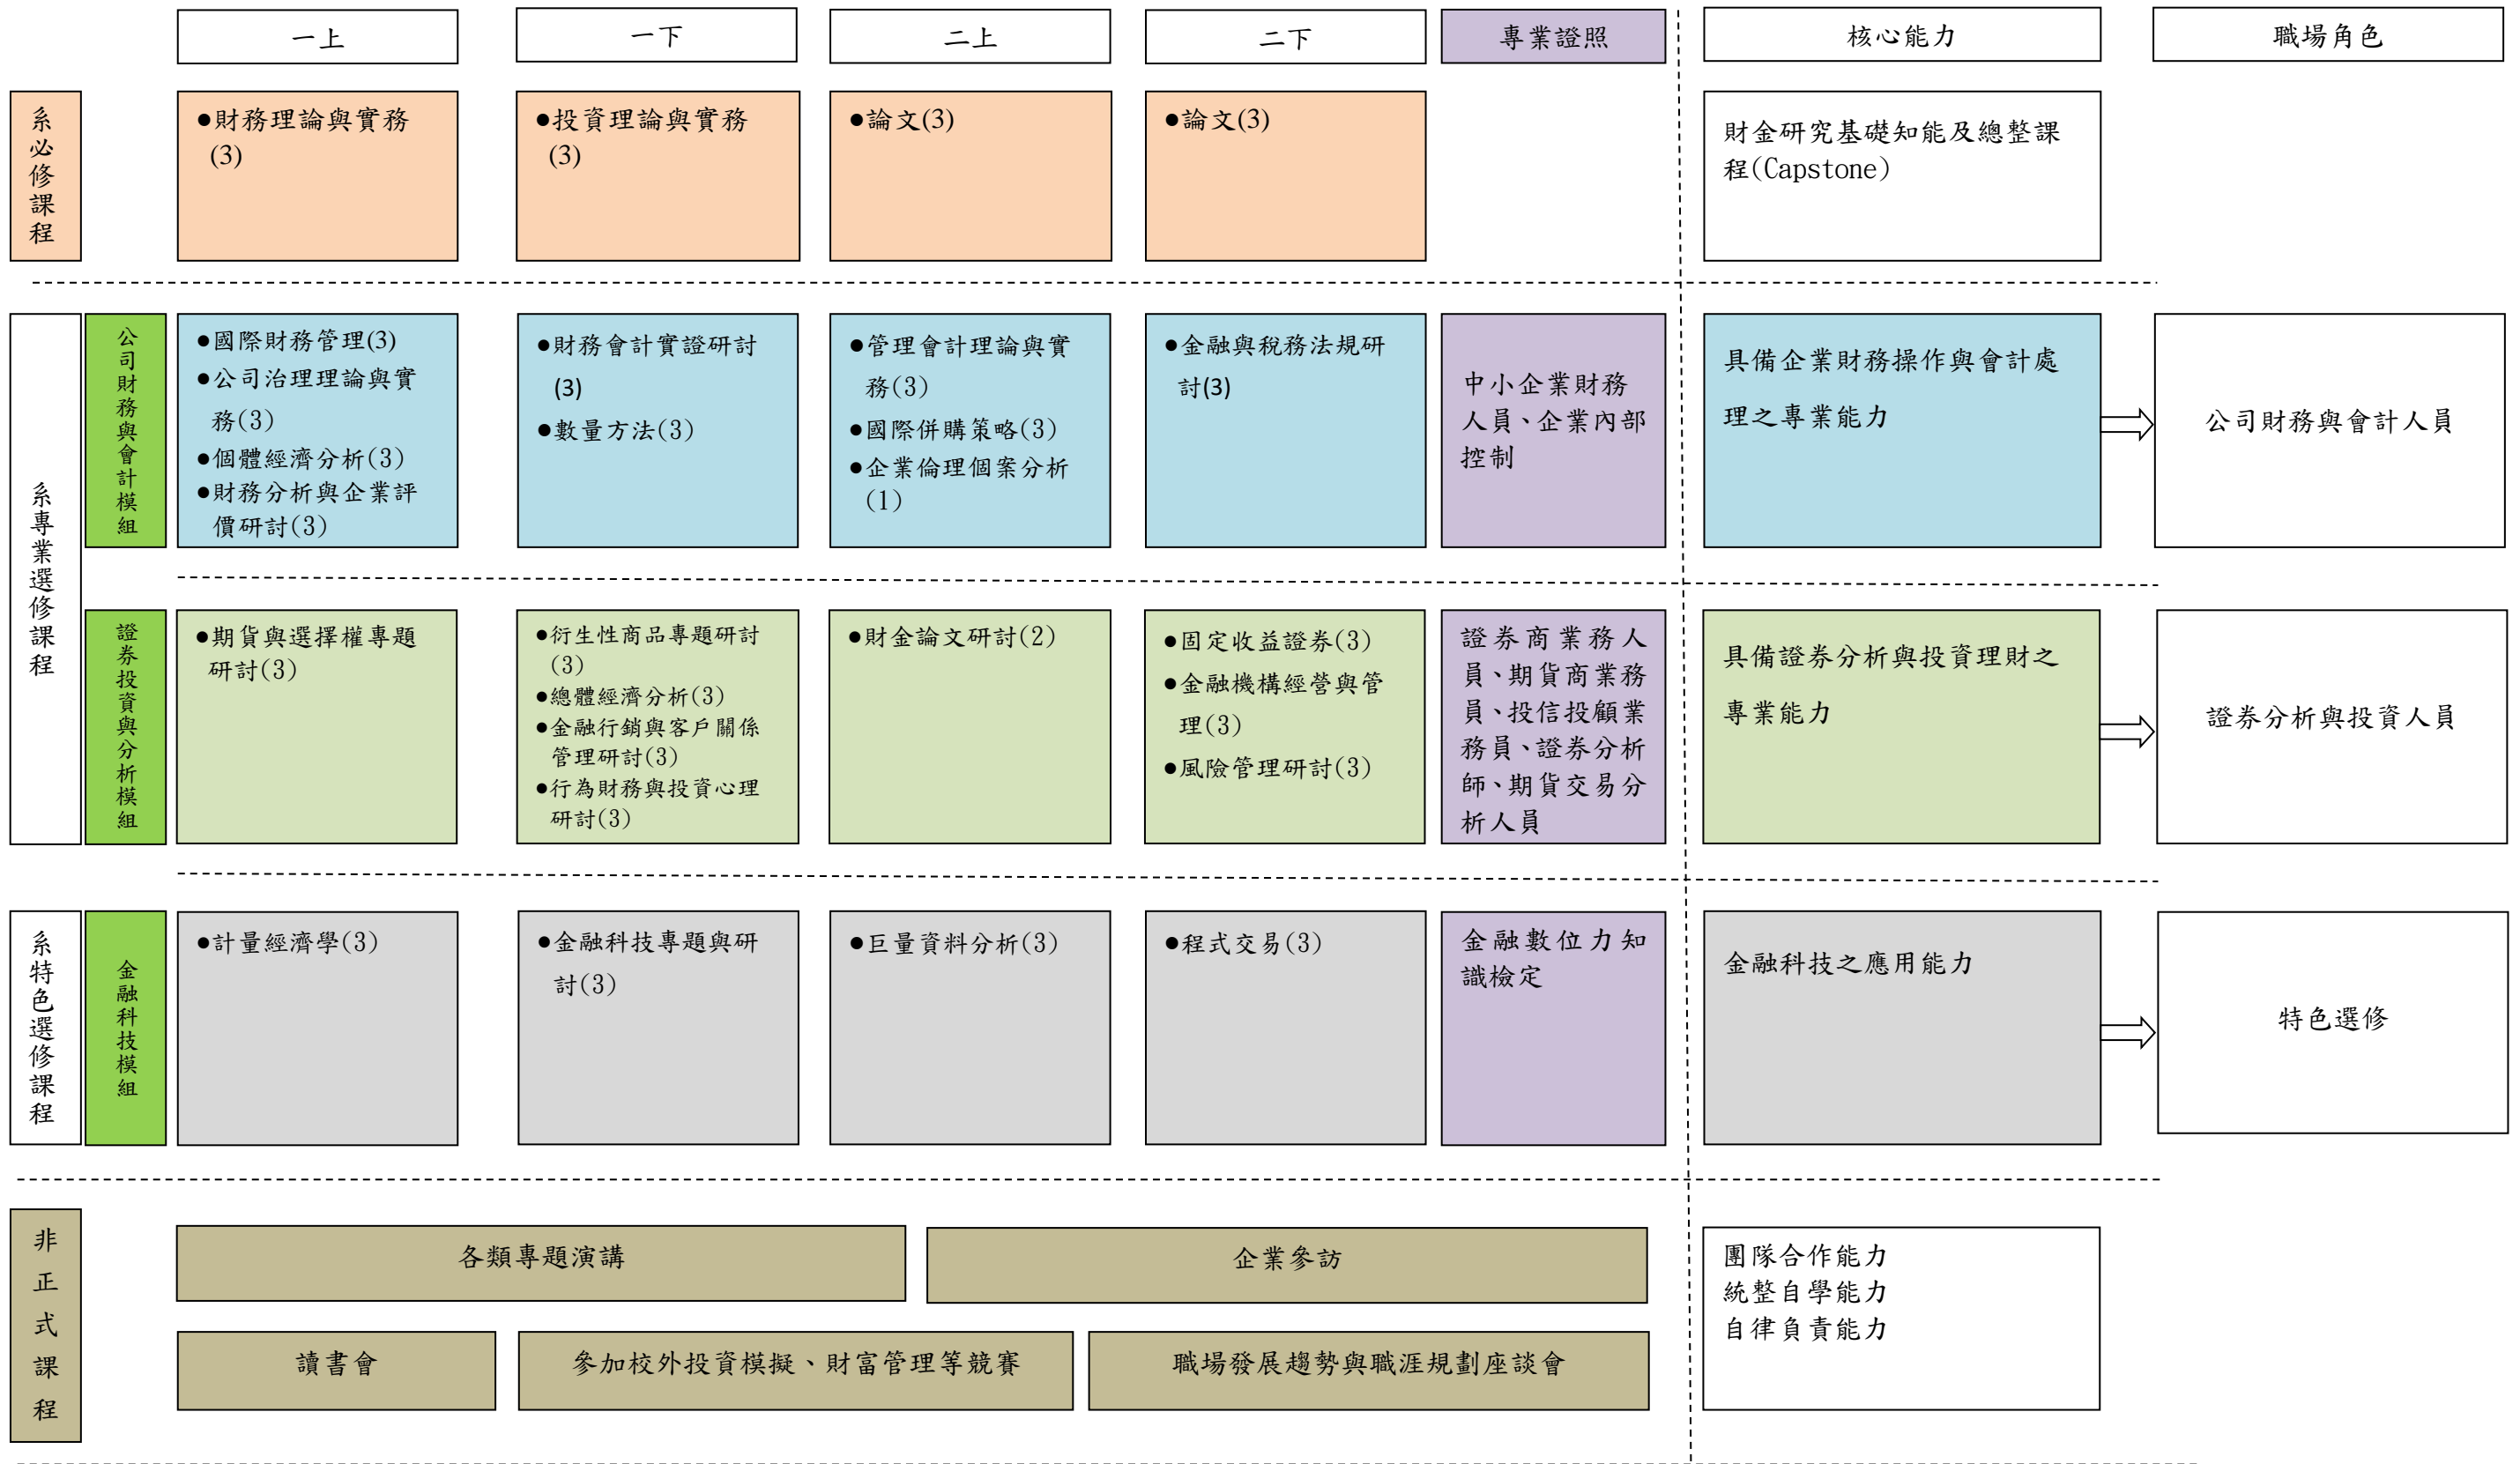 一上
一下
二上
二下
專業證照
核心能力
職場角色
系必修課程
●財務理論與實務
(3)
●投資理論與實務
(3)
●論文(3)
●論文(3)
財金研究基礎知能及總整課
程(Capstone)
系專業選修課程
公司財務與會計模組
●國際財務管理(3)
●公司治理理論與實
務(3)
●個體經濟分析(3)
●財務分析與企業評
價研討(3)
●財務會計實證研討
(3)
●數量方法(3)
●管理會計理論與實
務(3)
●國際併購策略(3)
●企業倫理個案分析
(1)
●金融與稅務法規研
討(3)
中小企業財務
人員、企業內部
控制
具備企業財務操作與會計處
理之專業能力
公司財務與會計人員
證券投資與分析模組
●期貨與選擇權專題
研討(3)
●衍生性商品專題研討
(3)
●總體經濟分析(3)
●金融行銷與客戶關係
管理研討(3)
●行為財務與投資心理
研討(3)
●財金論文研討(2)
●固定收益證券(3)
●金融機構經營與管
理(3)
●風險管理研討(3)
證券商業務人
員、期貨商業務
員、投信投顧業
務員、證券分析
師、期貨交易分
析人員
具備證券分析與投資理財之
專業能力
證券分析與投資人員
系特色選修課程
金融科技模組
●計量經濟學(3)
●金融科技專題與研
討(3)
●巨量資料分析(3)
●程式交易(3)
金融數位力知
識檢定
金融科技之應用能力
特色選修
非正式課程
各類專題演講
企業參訪
讀書會
參加校外投資模擬、財富管理等競賽
職場發展趨勢與職涯規劃座談會
團隊合作能力
統整自學能力
自律負責能力